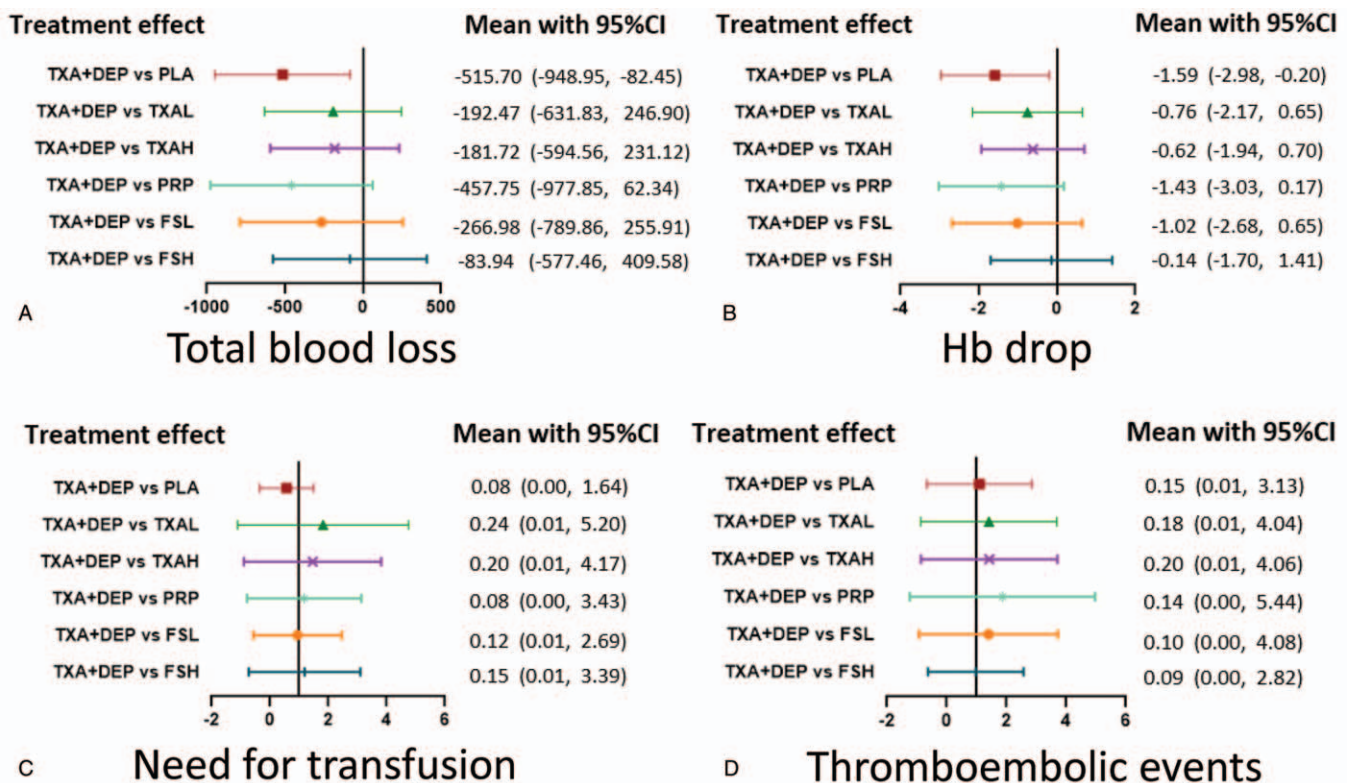 Treatment effect Mean with 95%CI
TXA+DEP vs PLA -515.70 (-948.95, -82.45)
TXA+DEP vs TXAL -192.47 (-631.83, 246.90)
TXA+DEP vs TXAH -181.72 (-594.56, 231.12)
TXA+DEP vs PRP -457.75 (-977.85, 62.34)
TXA+DEP vs FSL -266.98 (-789.86, 255.91)
TXA+DEP vs FSH -83.94 (-577.46, 409.58)
-1000 -500 0 500
A
Total blood loss
Treatment effect Mean with 95%CI
TXA+DEP vs PLA -1.59 (-2.98, -0.20)
TXA+DEP vs TXAL -0.76 (-2.17, 0.65)
TXA+DEP vs TXAH -0.62 (-1.94, 0.70)
TXA+DEP vs PRP -1.43 (-3.03, 0.17)
TXA+DEP vs FSL -1.02 (-2.68, 0.65)
TXA+DEP vs FSH -0.14 (-1.70, 1.41)
-4 -2 0 2
B
Hb drop
Treatment effect Mean with 95%CI
TXA+DEP vs PLA 0.08 (0.00, 1.64)
TXA+DEP vs TXAL 0.24 (0.01, 5.20)
TXA+DEP vs TXAH 0.20 (0.01, 4.17)
TXA+DEP vs PRP 0.08 (0.00, 3.43)
TXA+DEP vs FSL 0.12 (0.01, 2.69)
TXA+DEP vs FSH 0.15 (0.01, 3.39)
-2 0 2 4 6
C Need for transfusion
Treatment effect Mean with 95%CI
TXA+DEP vs PLA 0.15 (0.01, 3.13)
TXA+DEP vs TXAL 0.18 (0.01, 4.04)
TXA+DEP vs TXAH 0.20 (0.01, 4.06)
TXA+DEP vs PRP 0.14 (0.00, 5.44)
TXA+DEP vs FSL 0.10 (0.00, 4.08)
TXA+DEP vs FSH 0.09 (0.00, 2.82)
-2 0 2 4 6
D Thromboembolic events